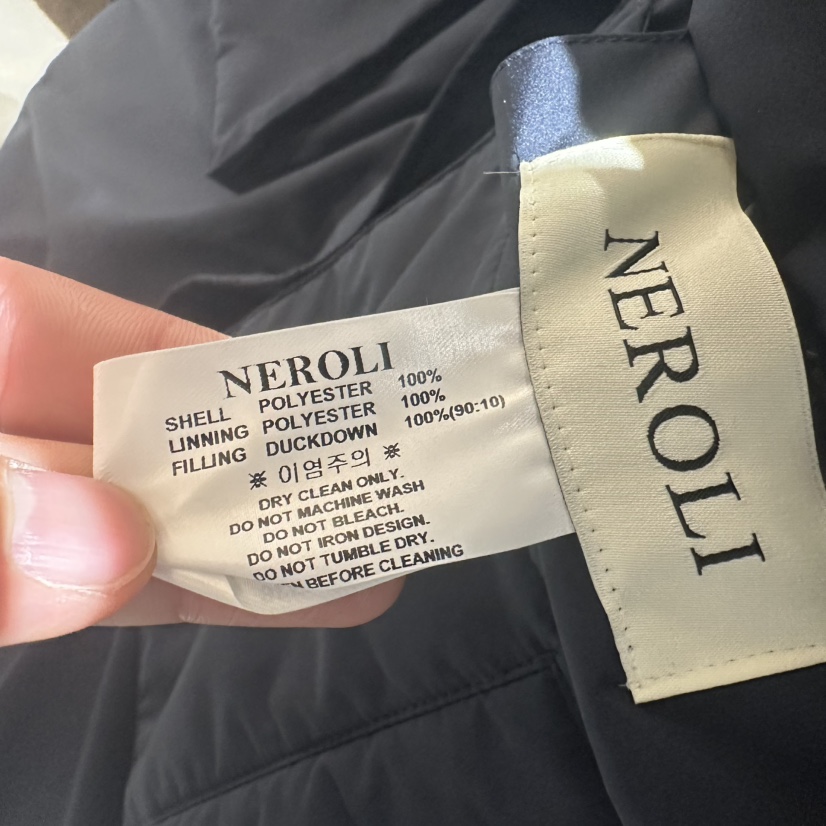 NEROLI
SHELL POLYESTER 100%
LINNING POLYESTER 100%
FILLING DUCKDOWN 100%(90:10)
※ 이염주의 ※
DRY CLEAN ONLY.
DO NOT MACHINE WASH
DO NOT BLEACH.
DO NOT IRON DESIGN.
DO NOT TUMBLE DRY.
BEFORE CLEANING
NEROLI